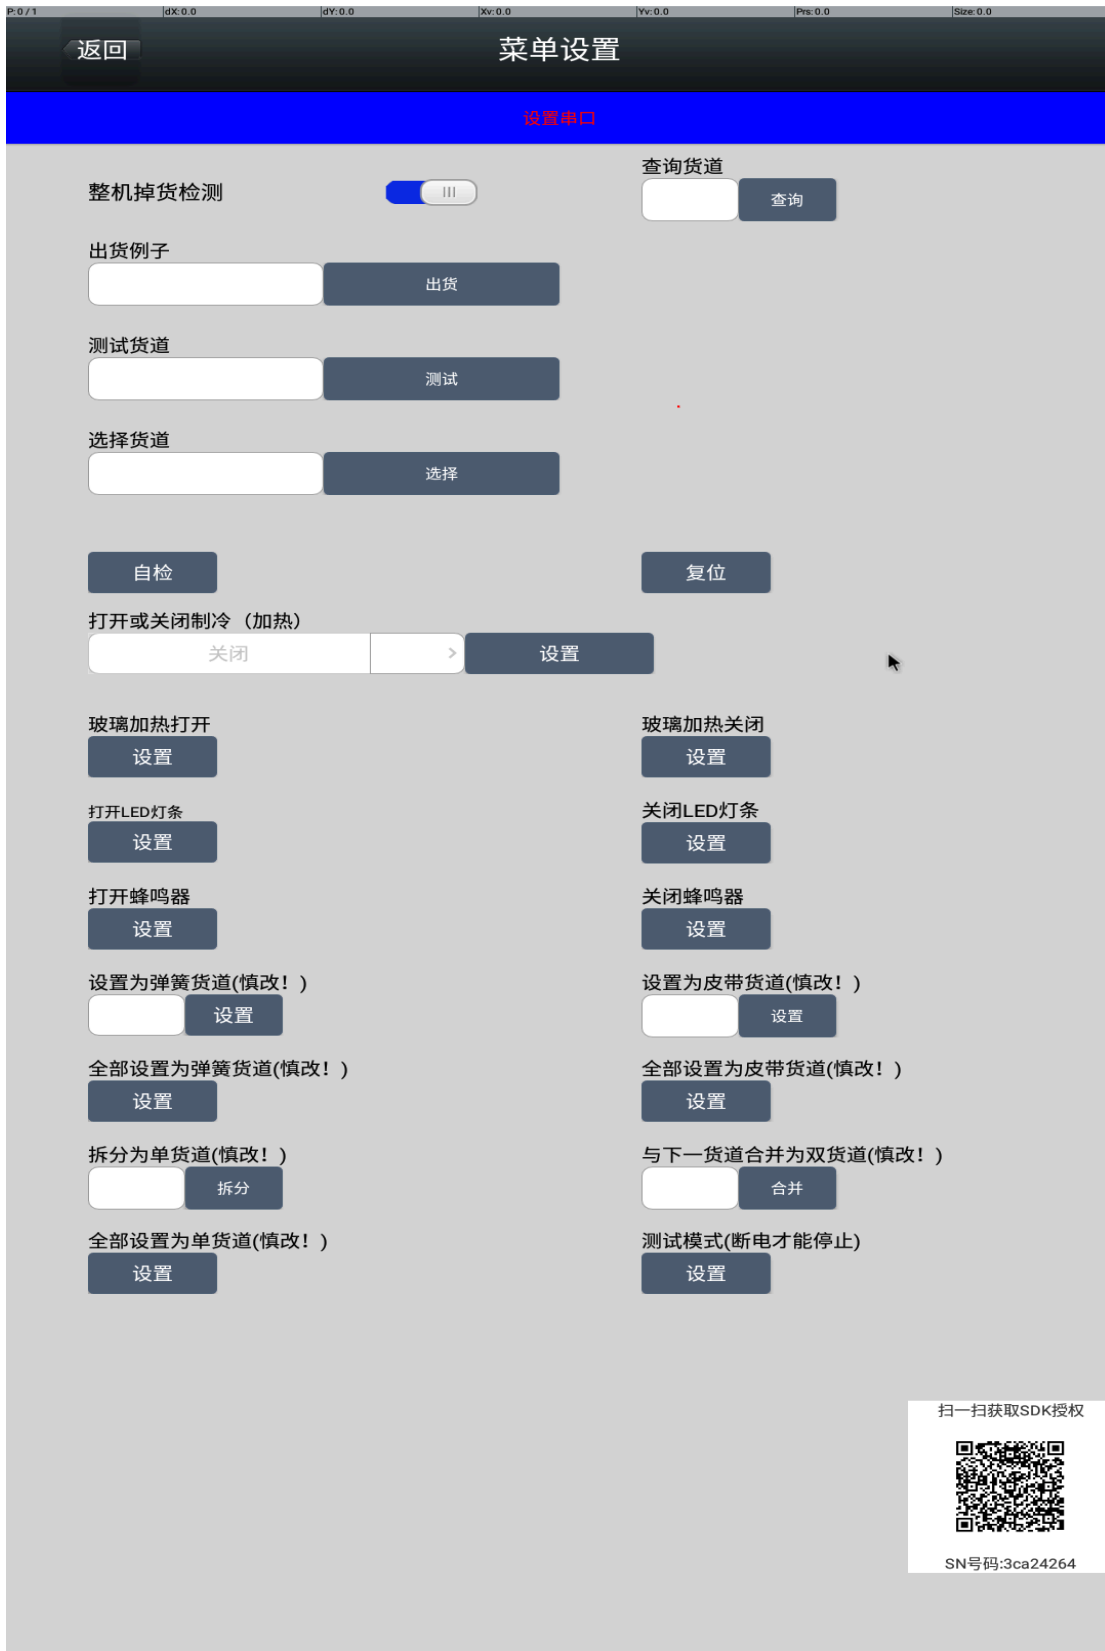 P: 0 / 1 dX: 0.0 dY: 0.0 Xv: 0.0 Yv: 0.0 Prs: 0.0 Size: 0.0
返回 菜单设置
设置串口
整机掉货检测
查询货道
查询
出货例子
出货
测试货道
测试
选择货道
选择
自检 复位
打开或关闭制冷（加热）
关闭 > 设置
玻璃加热打开 玻璃加热关闭
设置 设置
打开LED灯条 关闭LED灯条
设置 设置
打开蜂鸣器 关闭蜂鸣器
设置 设置
设置为弹簧货道(慎改！) 设置为皮带货道(慎改！)
设置 设置
全部设置为弹簧货道(慎改！) 全部设置为皮带货道(慎改！)
设置 设置
拆分为单货道(慎改！) 与下一货道合并为双货道(慎改！)
拆分 合并
全部设置为单货道(慎改！) 测试模式(断电才能停止)
设置 设置
扫一扫获取SDK授权
SN号码:3ca24264